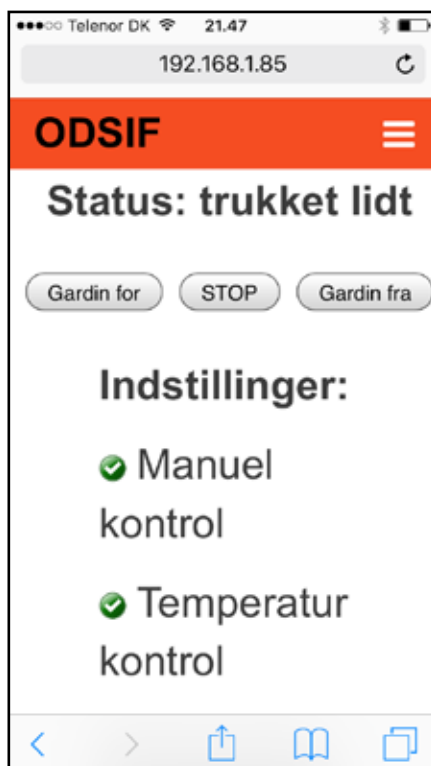 Telenor DK 21.47
192.168.1.85
ODSIF
Status: trukket lidt
Gardin for STOP Gardin fra
Indstillinger:
Manuel
kontrol
Temperatur
kontrol